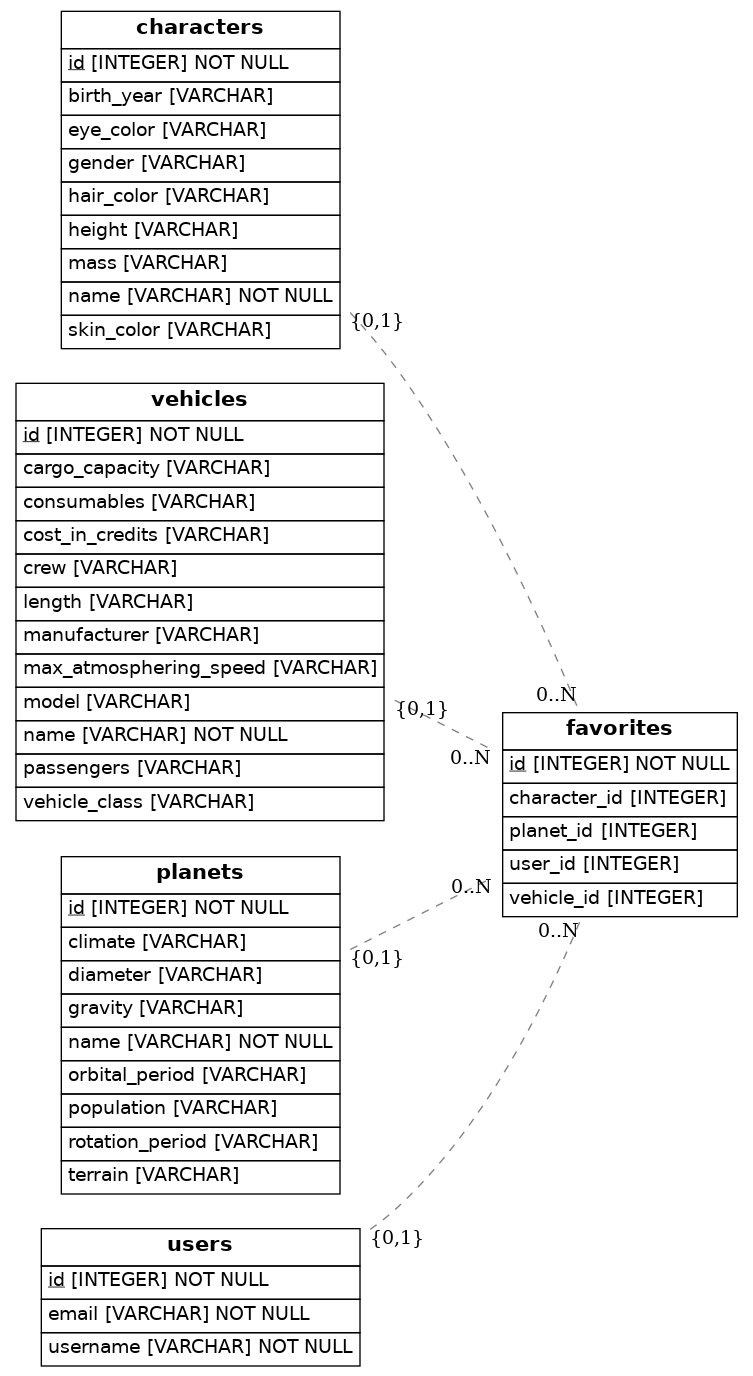 characters
id [INTEGER] NOT NULL
birth_year [VARCHAR]
eye_color [VARCHAR]
gender [VARCHAR]
hair_color [VARCHAR]
height [VARCHAR]
mass [VARCHAR]
name [VARCHAR] NOT NULL
skin_color [VARCHAR]
{0,1}
vehicles
id [INTEGER] NOT NULL
cargo_capacity [VARCHAR]
consumables [VARCHAR]
cost_in_credits [VARCHAR]
crew [VARCHAR]
length [VARCHAR]
manufacturer [VARCHAR]
max_atmosphering_speed [VARCHAR]
model [VARCHAR]
name [VARCHAR] NOT NULL
passengers [VARCHAR]
vehicle_class [VARCHAR]
{0,1}
0..N
planets
id [INTEGER] NOT NULL
climate [VARCHAR]
diameter [VARCHAR]
gravity [VARCHAR]
name [VARCHAR] NOT NULL
orbital_period [VARCHAR]
population [VARCHAR]
rotation_period [VARCHAR]
terrain [VARCHAR]
{0,1}
0..N
users
id [INTEGER] NOT NULL
email [VARCHAR] NOT NULL
username [VARCHAR] NOT NULL
{0,1}
0..N
favorites
id [INTEGER] NOT NULL
character_id [INTEGER]
planet_id [INTEGER]
user_id [INTEGER]
vehicle_id [INTEGER]
0..N